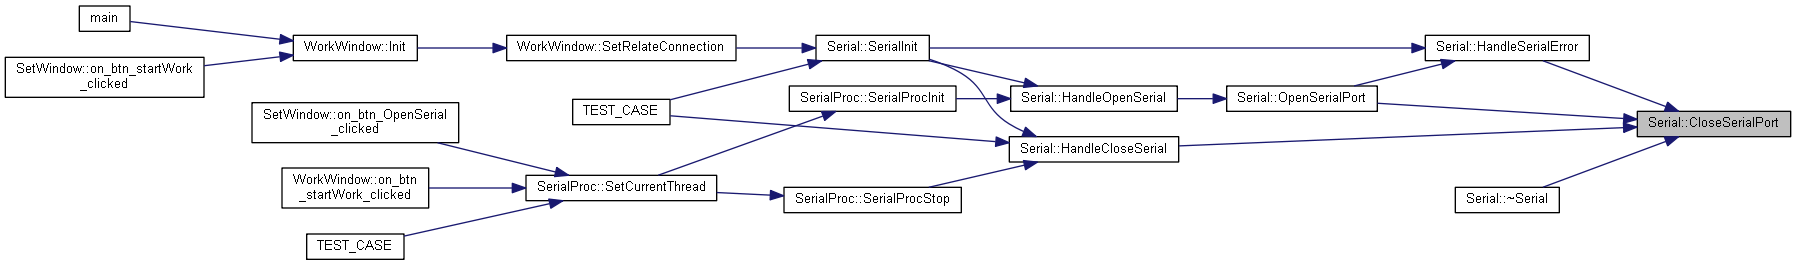 main
WorkWindow::Init
WorkWindow::SetRelateConnection
Serial::SerialInit
Serial::HandleSerialError
SetWindow::on_btn_startWork
_clicked
TEST_CASE
SerialProc::SerialProcInit
Serial::HandleOpenSerial
Serial::OpenSerialPort
SetWindow::on_btn_OpenSerial
_clicked
Serial::CloseSerialPort
Serial::HandleCloseSerial
WorkWindow::on_btn
_startWork_clicked
SerialProc::SetCurrentThread
SerialProc::SerialProcStop
Serial::~Serial
TEST_CASE